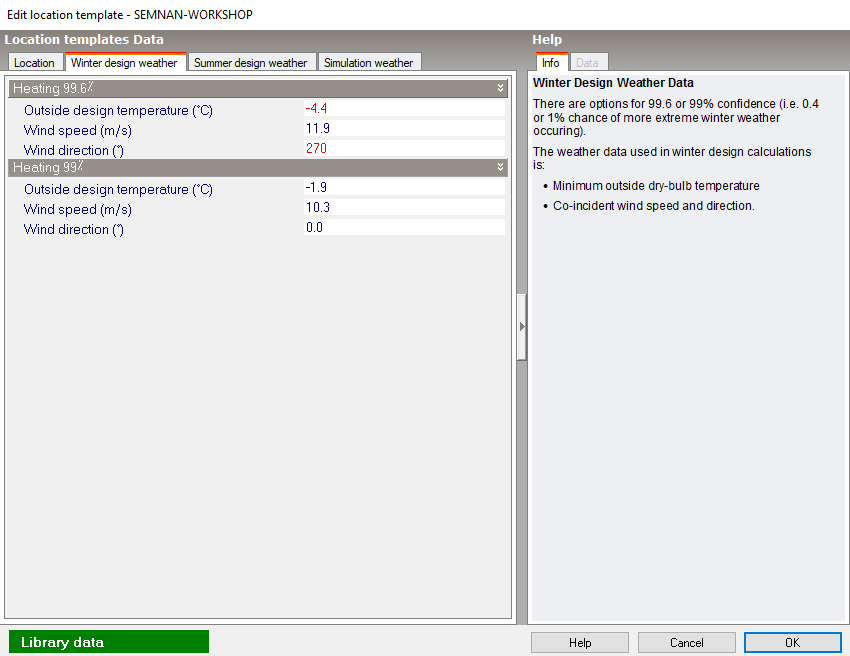 Edit location template - SEMNAN-WORKSHOP
Location templates Data
Location Winter design weather Summer design weather Simulation weather
Heating 99.6%
Outside design temperature (°C) -4.4
Wind speed (m/s) 11.9
Wind direction (°) 270
Heating 99%
Outside design temperature (°C) -1.9
Wind speed (m/s) 10.3
Wind direction (°) 0.0
Help
Info Data
Winter Design Weather Data
There are options for 99.6 or 99% confidence (i.e. 0.4
or 1% chance of more extreme winter weather
occuring).
The weather data used in winter design calculations
is:
• Minimum outside dry-bulb temperature
• Co-incident wind speed and direction.
Library data
Help Cancel OK